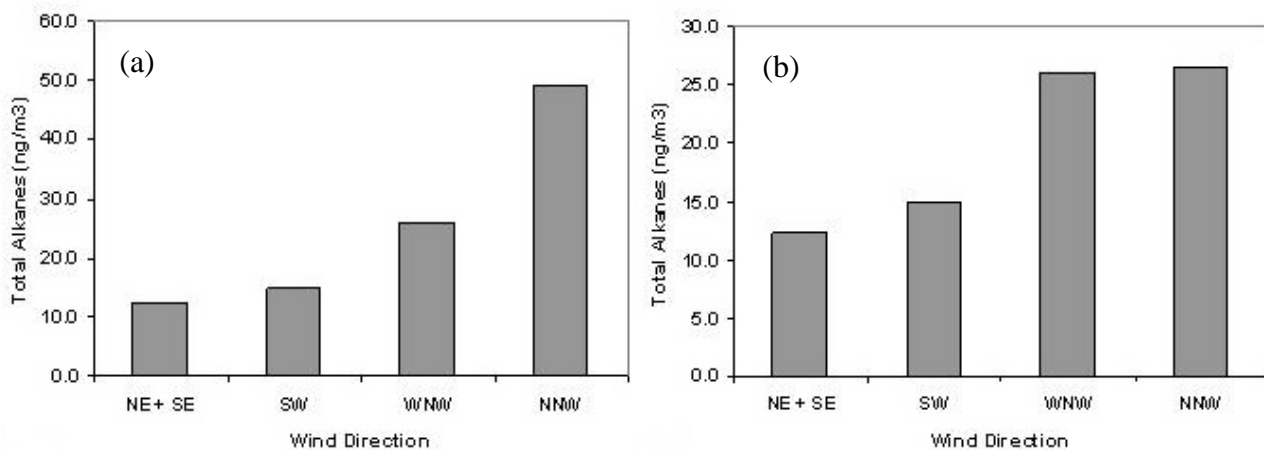 (a)
Total Alkanes (ng/m3)
60.0
50.0
40.0
30.0
20.0
10.0
0.0
NE + SE SW WNW NNW
Wind Direction
(b)
Total Alkanes (ng/m3)
30.0
25.0
20.0
15.0
10.0
5.0
0.0
NE + SE SW WNW NNW
Wind Direction